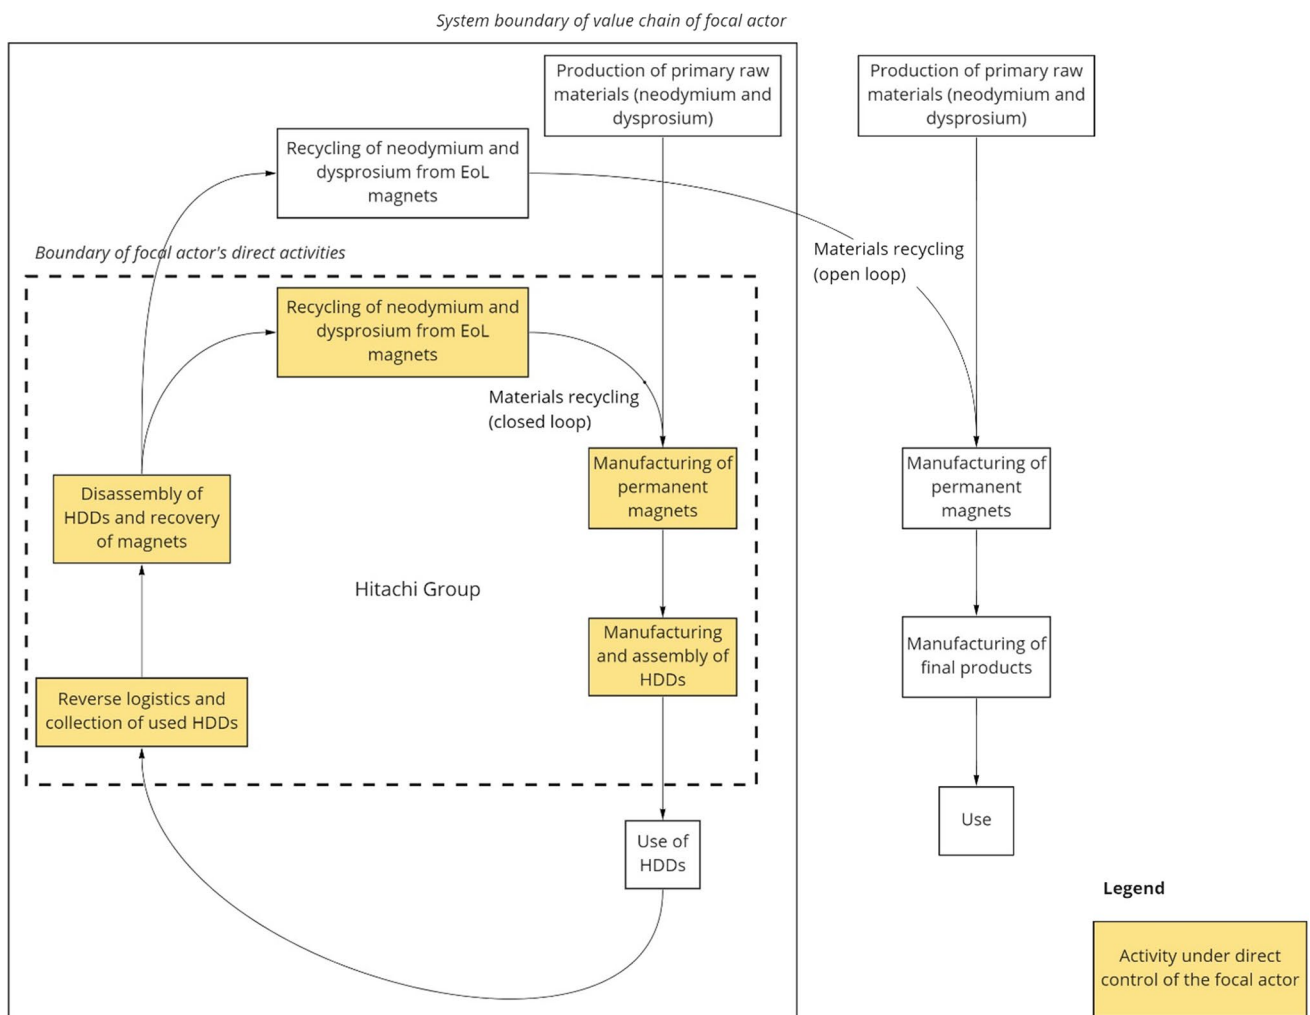 System boundary of value chain of focal actor
Production of primary raw
materials (neodymium and
dysprosium)
Production of primary raw
materials (neodymium and
dysprosium)
Recycling of neodymium and
dysprosium from EoL
magnets
Materials recycling
(open loop)
Boundary of focal actor's direct activities
Recycling of neodymium and
dysprosium from EoL
magnets
Materials recycling
(closed loop)
Manufacturing of
permanent
magnets
Manufacturing of
permanent
magnets
Disassembly of
HDDs and recovery
of magnets
Hitachi Group
Manufacturing
and assembly of
HDDs
Manufacturing of
final products
Reverse logistics and
collection of used HDDs
Use of
HDDs
Use
Legend
Activity under direct
control of the focal actor